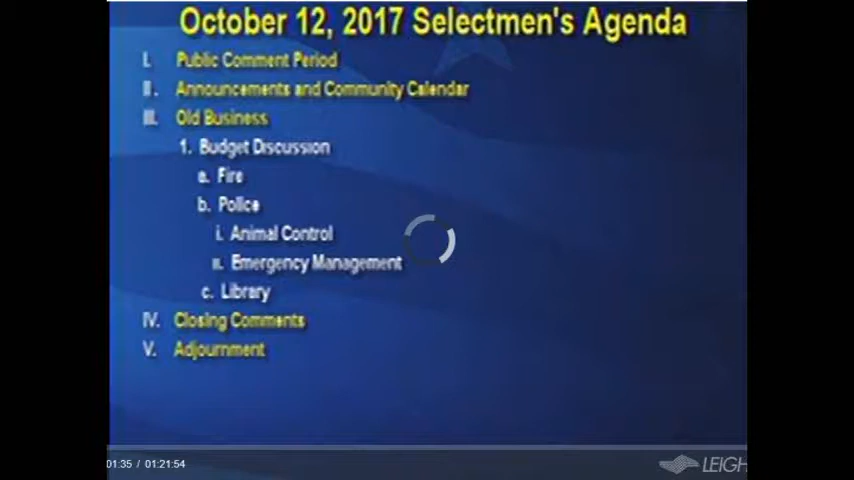 October 12, 2017 Selectmen's Agenda
I. Public Comment Period
II. Announcements and Community Calendar
III. Old Business
1. Budget Discussion
a. Fire
b. Police
i. Animal Control
ii. Emergency Management
c. Library
IV. Closing Comments
V. Adjournment
01:35 / 01:21:54
LEIGH